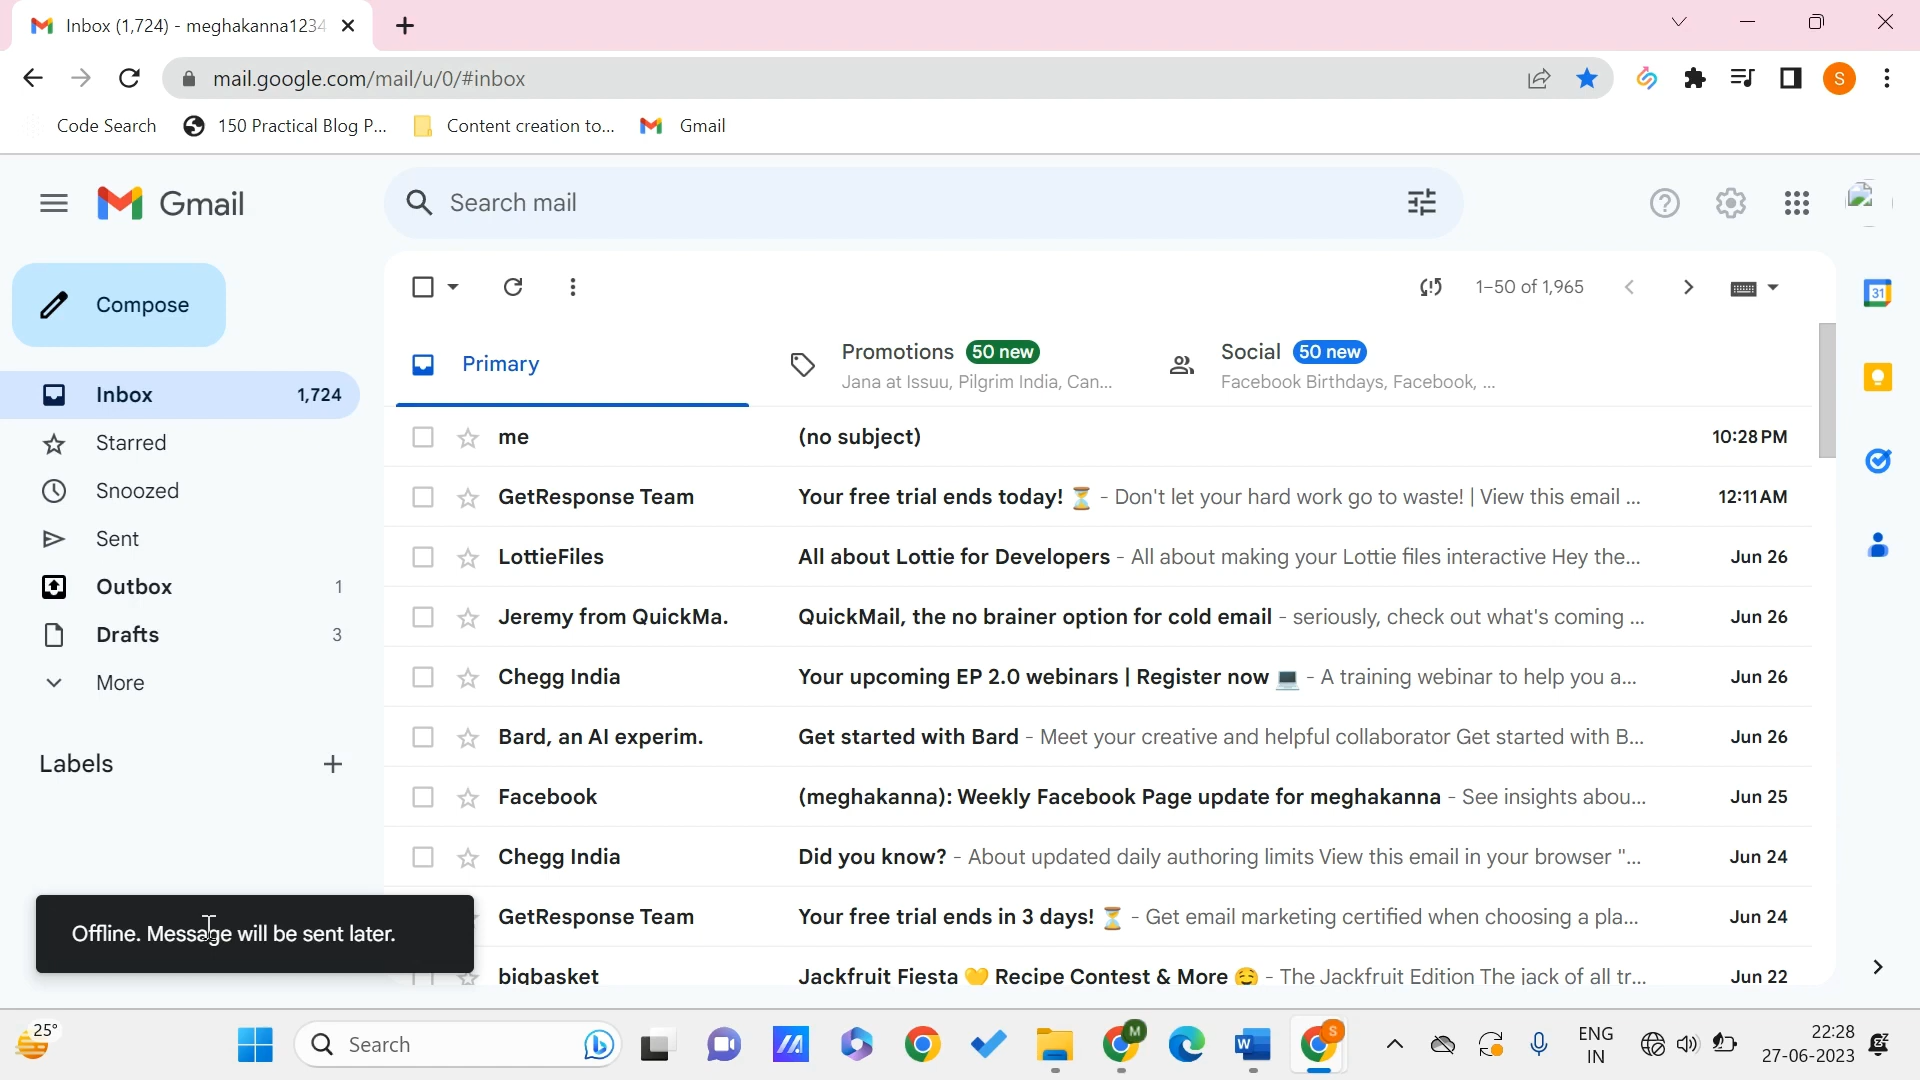 Inbox (1,724) - meghakanna1234
mail.google.com/mail/u/0/#inbox
S
Code Search
150 Practical Blog P...
Content creation to...
Gmail
Gmail
Search mail
Compose
1–50 of 1,965
31
Primary
Promotions 50 new
Jana at Issuu, Pilgrim India, Can...
Social 50 new
Facebook Birthdays, Facebook, ...
Inbox 1,724
Starred
Snoozed
Sent
Outbox 1
Drafts 3
More
Labels
me (no subject) 10:28 PM
GetResponse Team Your free trial ends today! ⏳ - Don't let your hard work go to waste! | View this email ... 12:11 AM
LottieFiles All about Lottie for Developers - All about making your Lottie files interactive Hey the... Jun 26
Jeremy from QuickMa. QuickMail, the no brainer option for cold email - seriously, check out what's coming ... Jun 26
Chegg India Your upcoming EP 2.0 webinars | Register now 💻 - A training webinar to help you a... Jun 26
Bard, an AI experim. Get started with Bard - Meet your creative and helpful collaborator Get started with B... Jun 26
Facebook (meghakanna): Weekly Facebook Page update for meghakanna - See insights abou... Jun 25
Chegg India Did you know? - About updated daily authoring limits View this email in your browser "... Jun 24
GetResponse Team Your free trial ends in 3 days! ⏳ - Get email marketing certified when choosing a pla... Jun 24
bigbasket Jackfruit Fiesta 💛 Recipe Contest & More 😋 - The Jackfruit Edition The jack of all tr... Jun 22
Offline. Message will be sent later.
25°
Search
M
W
S
ENG
IN
22:28
27-06-2023